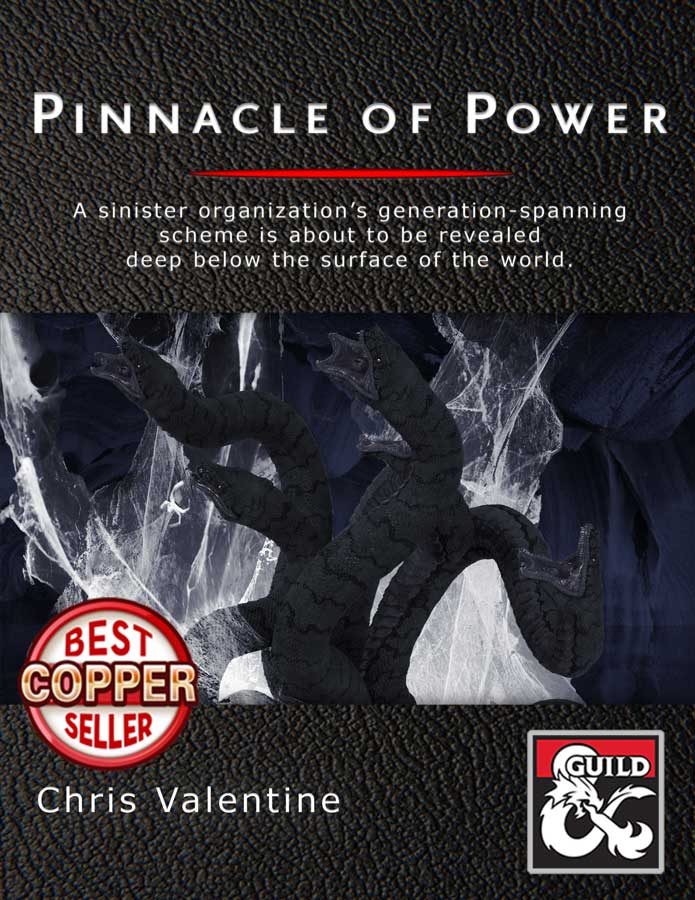 PINNACLE OF POWER
A sinister organization's generation-spanning
scheme is about to be revealed
deep below the surface of the world.
BEST
COPPER
SELLER
Chris Valentine
GUILD